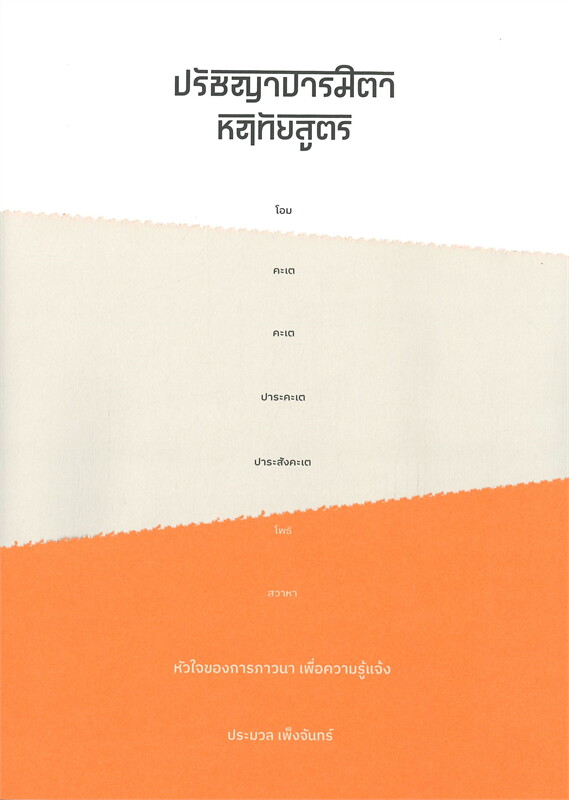 ปรัชญาปารมิตา
หฤทัยสูตร
โอม
คะเต
คะเต
ปาระคะเต
ปาระสังคะเต
โพธิ
สวาหา
หัวใจของการภาวนา เพื่อความรู้แจ้ง
ประมวล เพ็งจันทร์